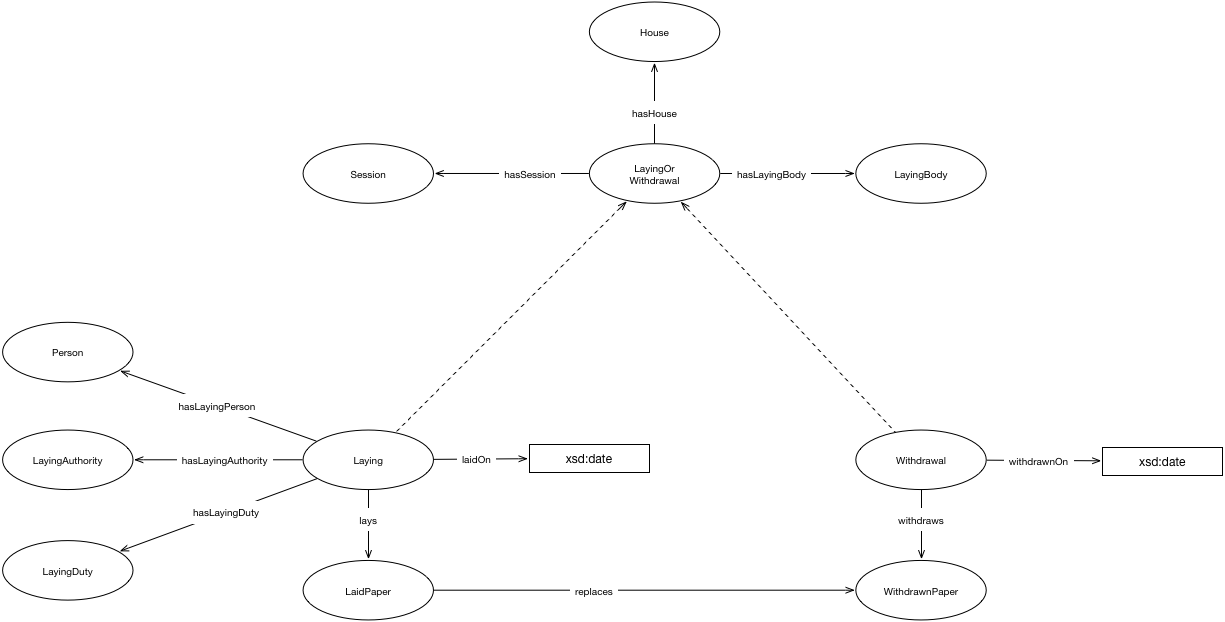 House
hasHouse
Session
hasSession
LayingOr
Withdrawal
hasLayingBody
LayingBody
Person
hasLayingPerson
LayingAuthority
hasLayingAuthority
Laying
laidOn
xsd:date
Withdrawal
withdrawnOn
xsd:date
hasLayingDuty
lays
withdraws
LayingDuty
LaidPaper
replaces
WithdrawnPaper